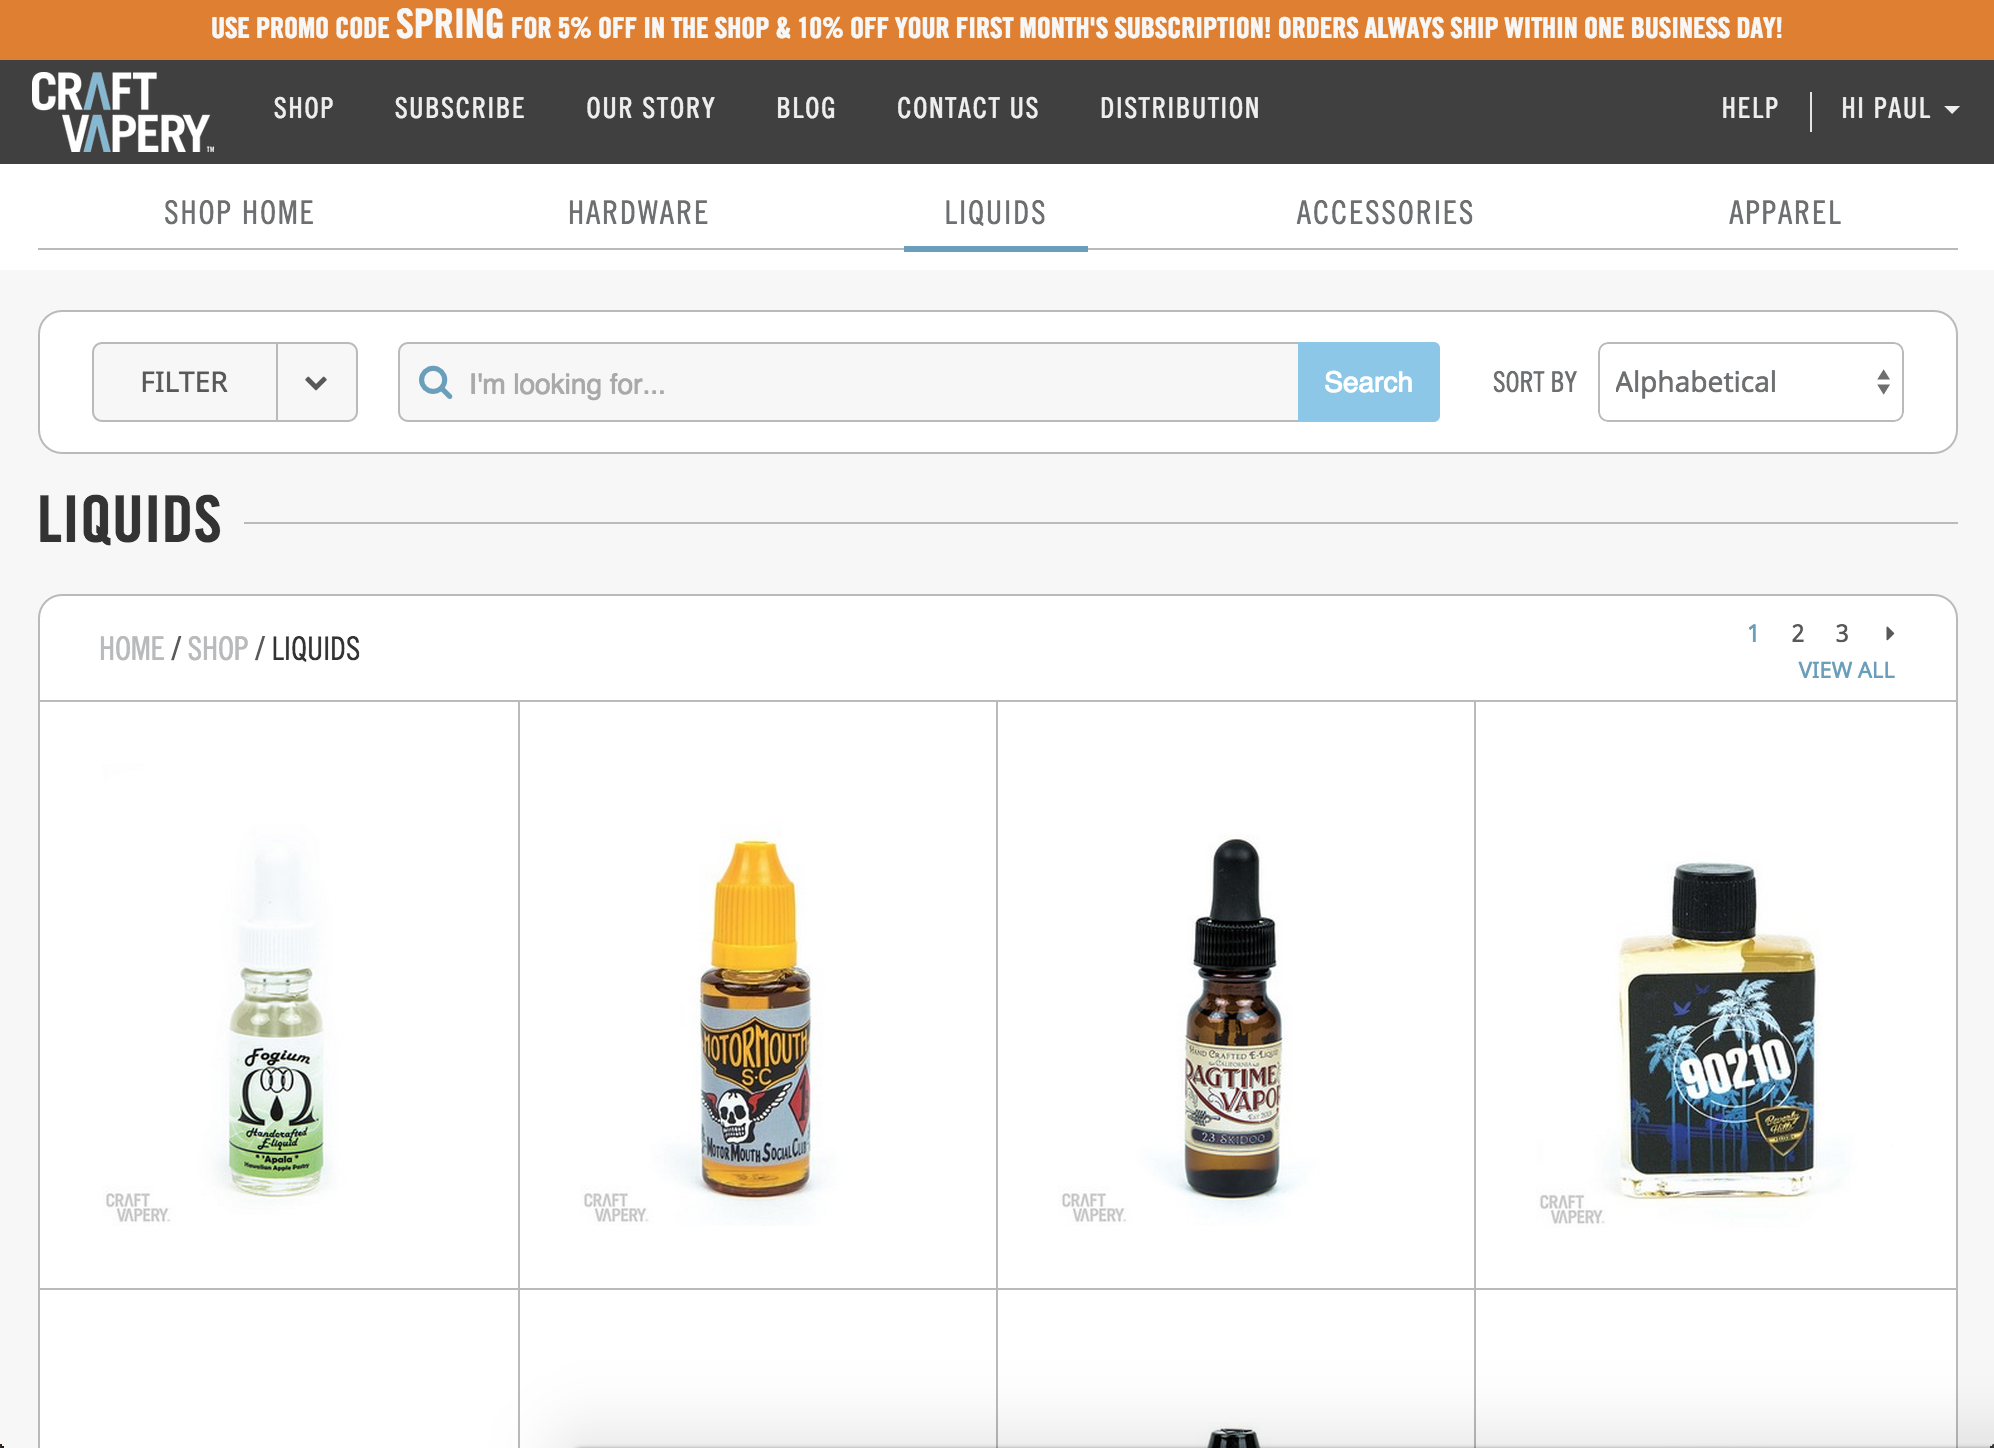 USE PROMO CODE SPRING FOR 5% OFF IN THE SHOP & 10% OFF YOUR FIRST MONTH'S SUBSCRIPTION! ORDERS ALWAYS SHIP WITHIN ONE BUSINESS DAY!
CRAFT
VAPERY™
SHOP SUBSCRIBE OUR STORY BLOG CONTACT US DISTRIBUTION HELP HI PAUL
SHOP HOME HARDWARE LIQUIDS ACCESSORIES APPAREL
FILTER I'm looking for... Search SORT BY Alphabetical
LIQUIDS
HOME / SHOP / LIQUIDS
1 2 3
VIEW ALL
Fogium
Handcrafted
E-liquid
Apala
Hawaiian Apple Pastry
CRAFT
VAPERY.
MOTORMOUTH
S·C
MOTOR MOUTH SOCIAL CLUB
CRAFT
VAPERY.
HAND CRAFTED E-LIQUID
CALIFORNIA
RAGTIME
VAPOR
23 SKIDOO
CRAFT
VAPERY.
90210
Beverly
Hills
CRAFT
VAPERY.